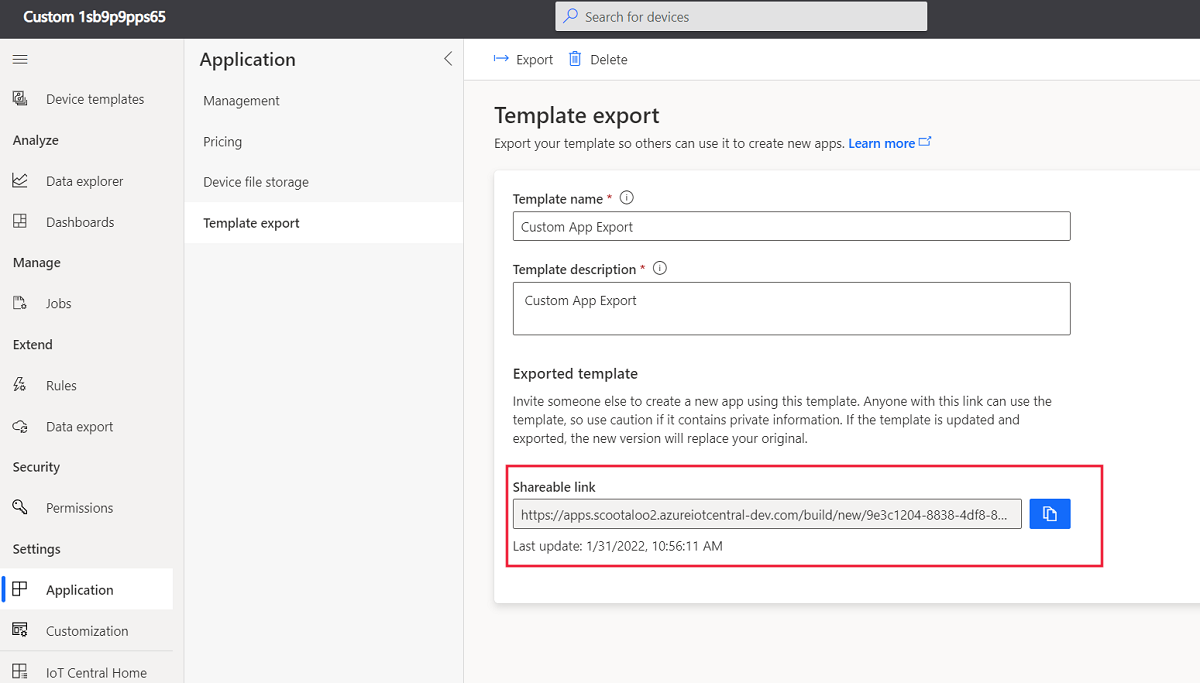 Custom 1sb9p9pps65
Search for devices
Device templates
Analyze
Data explorer
Dashboards
Manage
Jobs
Extend
Rules
Data export
Security
Permissions
Settings
Application
Customization
IoT Central Home
Application
Management
Pricing
Device file storage
Template export
Export
Delete
Template export
Export your template so others can use it to create new apps. Learn more
Template name *
Custom App Export
Template description *
Custom App Export
Exported template
Invite someone else to create a new app using this template. Anyone with this link can use the
template, so use caution if it contains private information. If the template is updated and
exported, the new version will replace your original.
Shareable link
https://apps.scootaloo2.azureiotcentral-dev.com/build/new/9e3c1204-8838-4df8-8...
Last update: 1/31/2022, 10:56:11 AM